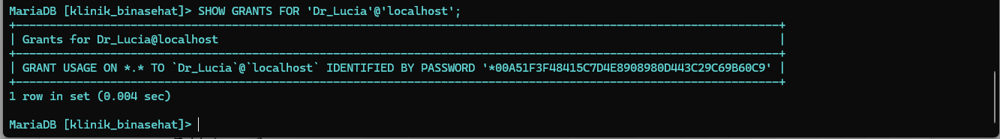 MariaDB [klinik_binasehat]> SHOW GRANTS FOR 'Dr_Lucia'@'localhost';
+-----------------------------------------------------------------------------------------------------------------+
| Grants for Dr_Lucia@localhost |
+-----------------------------------------------------------------------------------------------------------------+
| GRANT USAGE ON *.* TO `Dr_Lucia`@`localhost` IDENTIFIED BY PASSWORD '*00A51F3F48415C7D4E8908980D443C29C69B60C9' |
+-----------------------------------------------------------------------------------------------------------------+
1 row in set (0.004 sec)
MariaDB [klinik_binasehat]>